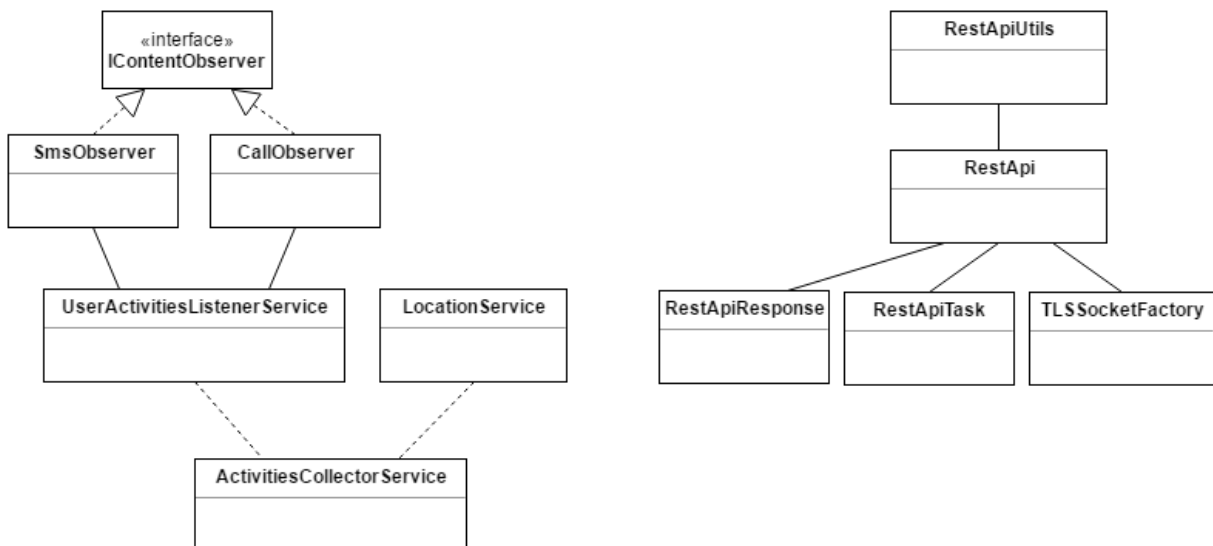 «interface»
IContentObserver
SmsObserver
CallObserver
UserActivitiesListenerService
LocationService
ActivitiesCollectorService
RestApiUtils
RestApi
RestApiResponse
RestApiTask
TLSSocketFactory